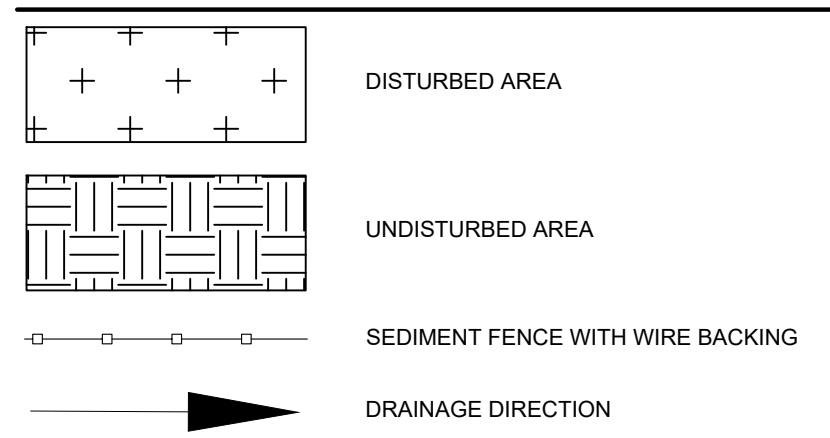 DISTURBED AREA
UNDISTURBED AREA
SEDIMENT FENCE WITH WIRE BACKING
DRAINAGE DIRECTION